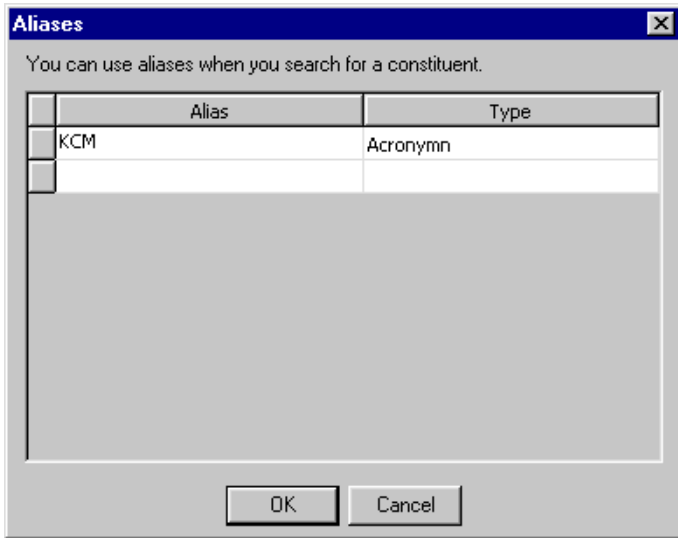 Aliases
You can use aliases when you search for a constituent.
Alias Type
KCM Acronymn
OK Cancel